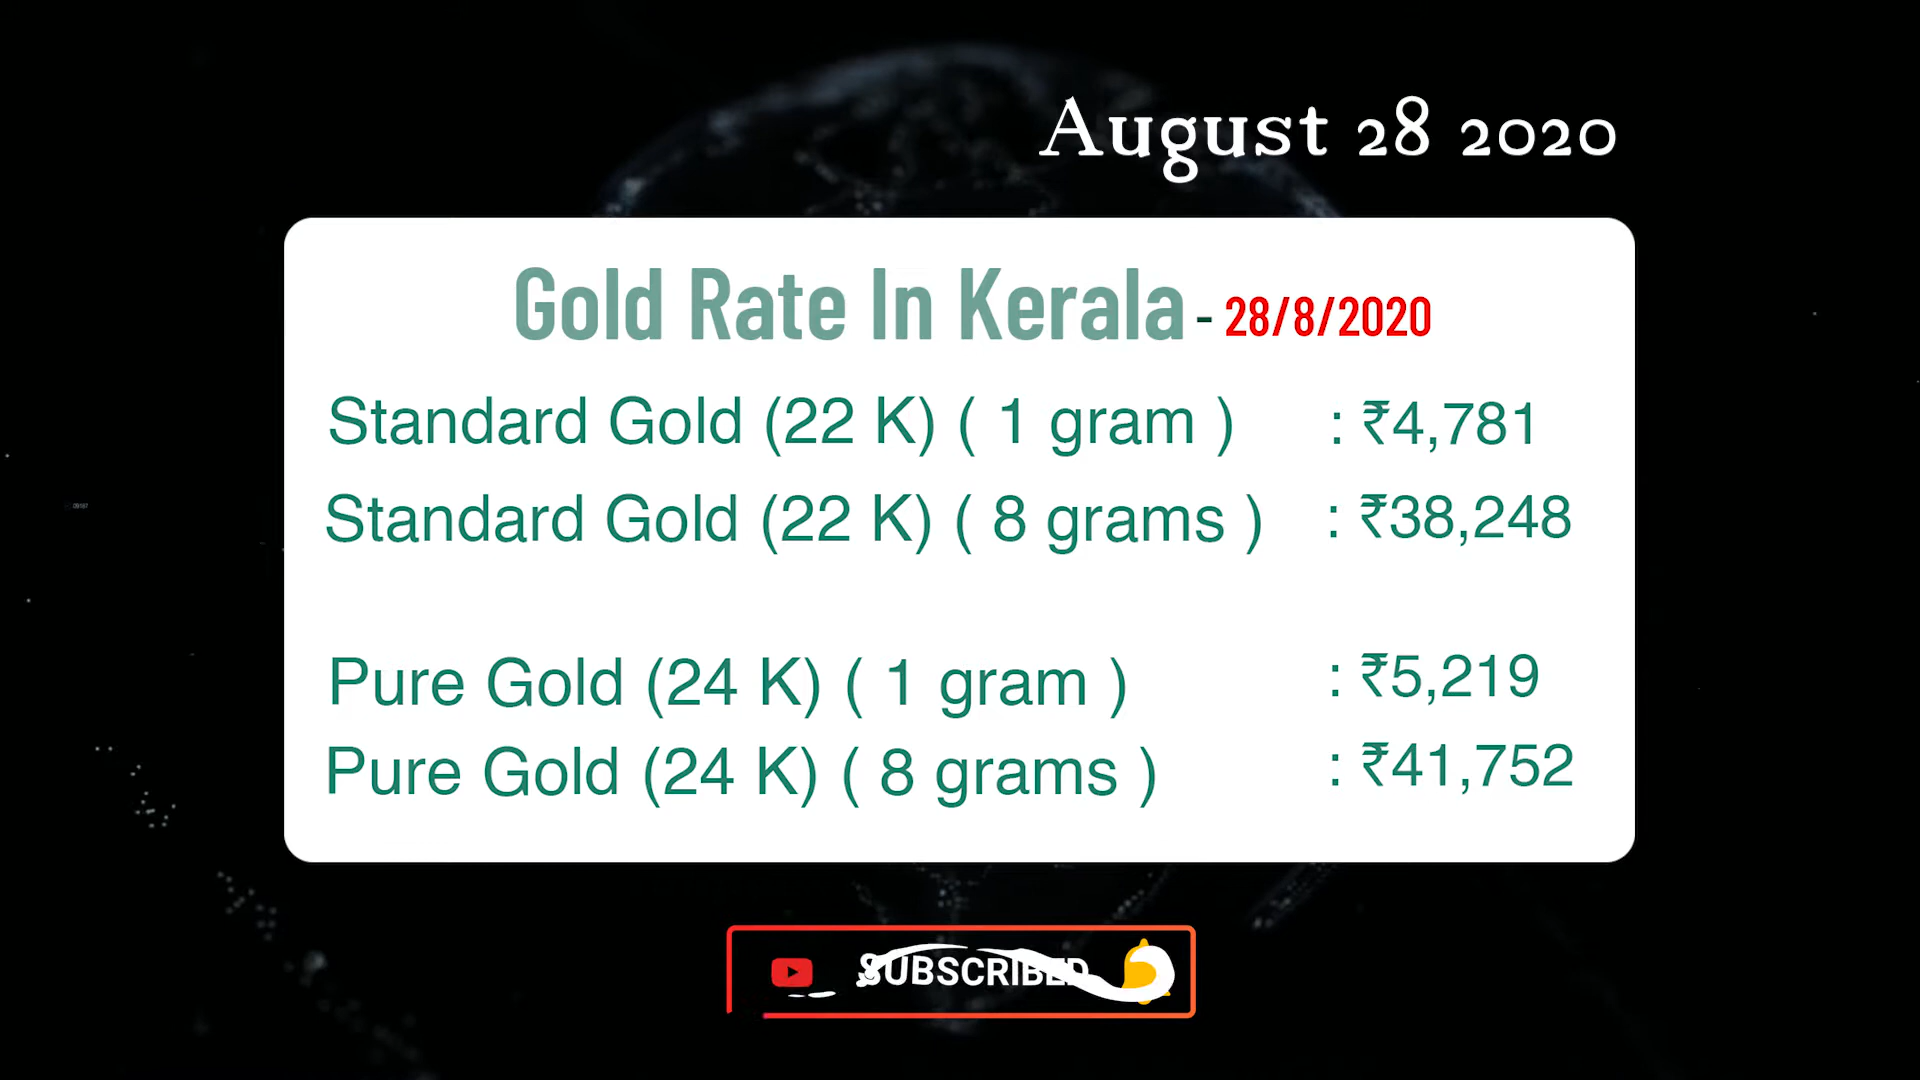 August 28 2020
Gold Rate In Kerala - 28/8/2020
Standard Gold (22 K) ( 1 gram ) : ₹4,781
Standard Gold (22 K) ( 8 grams ) : ₹38,248
Pure Gold (24 K) ( 1 gram ) : ₹5,219
Pure Gold (24 K) ( 8 grams ) : ₹41,752
SUBSCRIBED